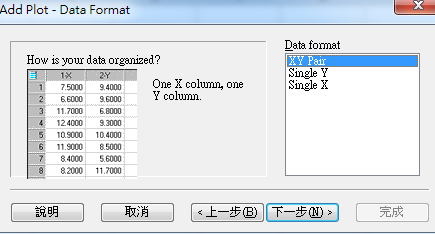 Add Plot - Data Format
How is your data organized?
1-X 2-Y
1 7.5000 9.4000
2 6.6000 9.6000
3 11.7000 6.8000
4 12.4000 9.3000
5 10.9000 10.4000
6 11.9000 8.5000
7 8.4000 5.6000
8 8.2000 11.7000
One X column, one
Y column.
Data format
XY Pair
Single Y
Single X
說明
取消
< 上一步(B)
下一步(N) >
完成